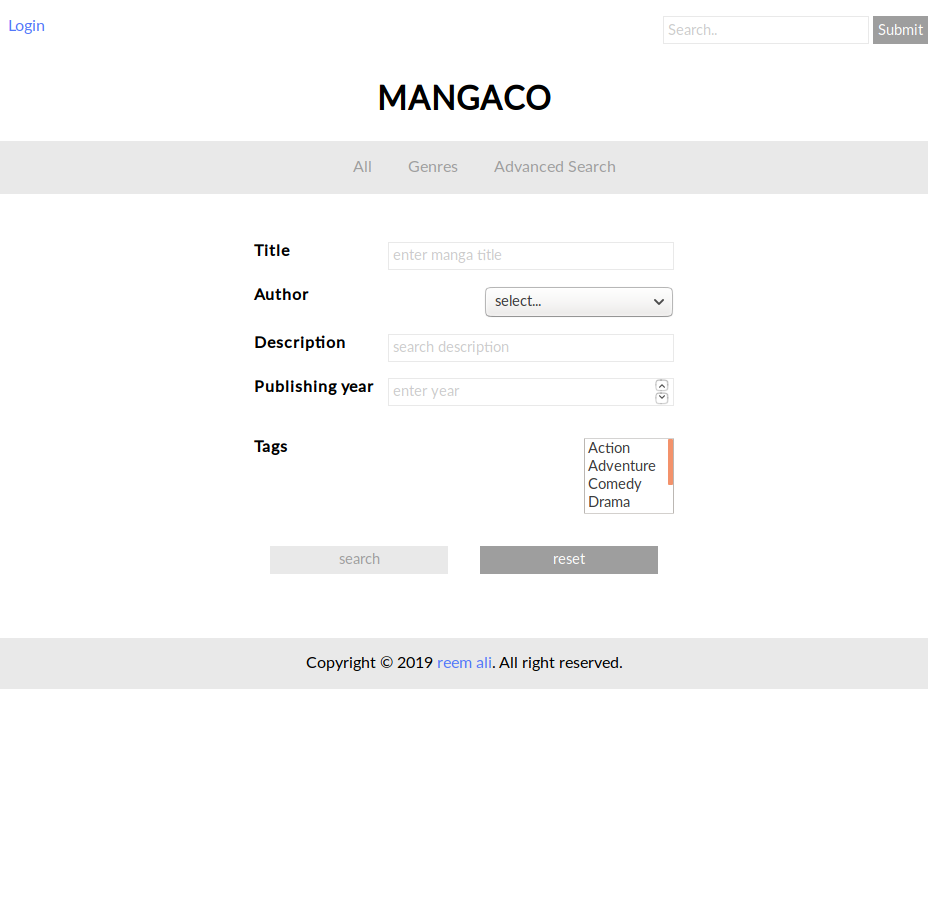 Login
Search..
Submit
MANGACO
All Genres Advanced Search
Title
enter manga title
Author
select...
Description
search description
Publishing year
enter year
Tags
Action
Adventure
Comedy
Drama
search
reset
Copyright © 2019 reem ali. All right reserved.